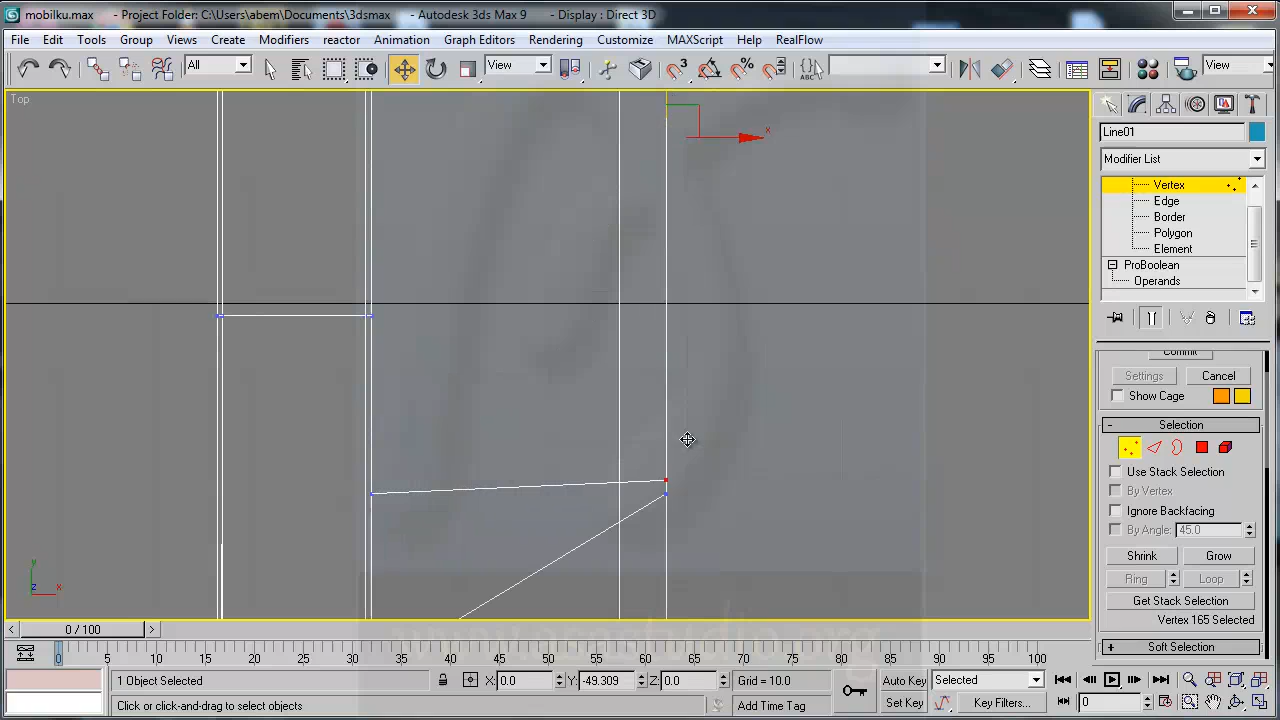 mobilku.max - Project Folder: C:\Users\abem\Documents\3dsmax - Autodesk 3ds Max 9 - Display : Direct 3D
File Edit Tools Group Views Create Modifiers reactor Animation Graph Editors Rendering Customize MAXScript Help RealFlow
All View 3 % ABC View
Top
x
Line01
Modifier List
Vertex
Edge
Border
Polygon
Element
ProBoolean
Operands
Commit
Settings Cancel
Show Cage
- Selection
Use Stack Selection
By Vertex
Ignore Backfacing
By Angle: 45.0
Shrink Grow
Ring Loop
Get Stack Selection
Vertex 165 Selected
+ Soft Selection
y
z x
< 0 / 100 >
0 5 10 15 20 25 30 35 40 45 50 55 60 65 70 75 80 85 90 95 100
1 Object Selected X: 0.0 Y: -49.309 Z: 0.0 Grid = 10.0 Auto Key Selected
Click or click-and-drag to select objects Add Time Tag Set Key Key Filters... 0